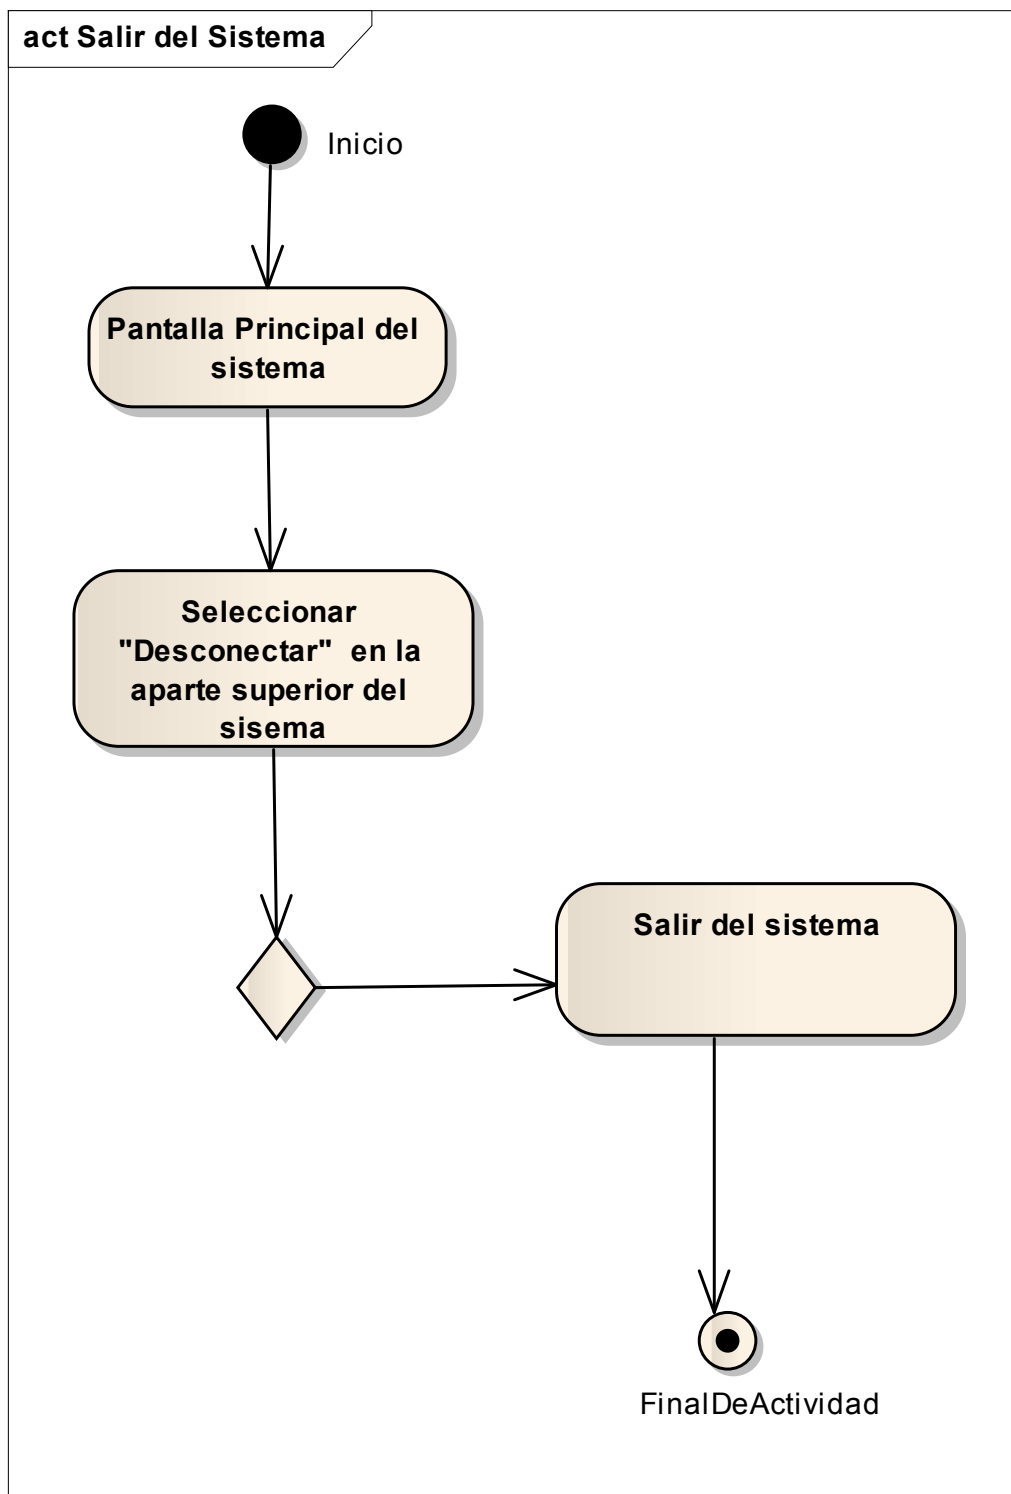 act Salir del Sistema
Inicio
Pantalla Principal del
sistema
Seleccionar
"Desconectar"  en la
aparte superior del
sisema
Salir del sistema
FinalDeActividad